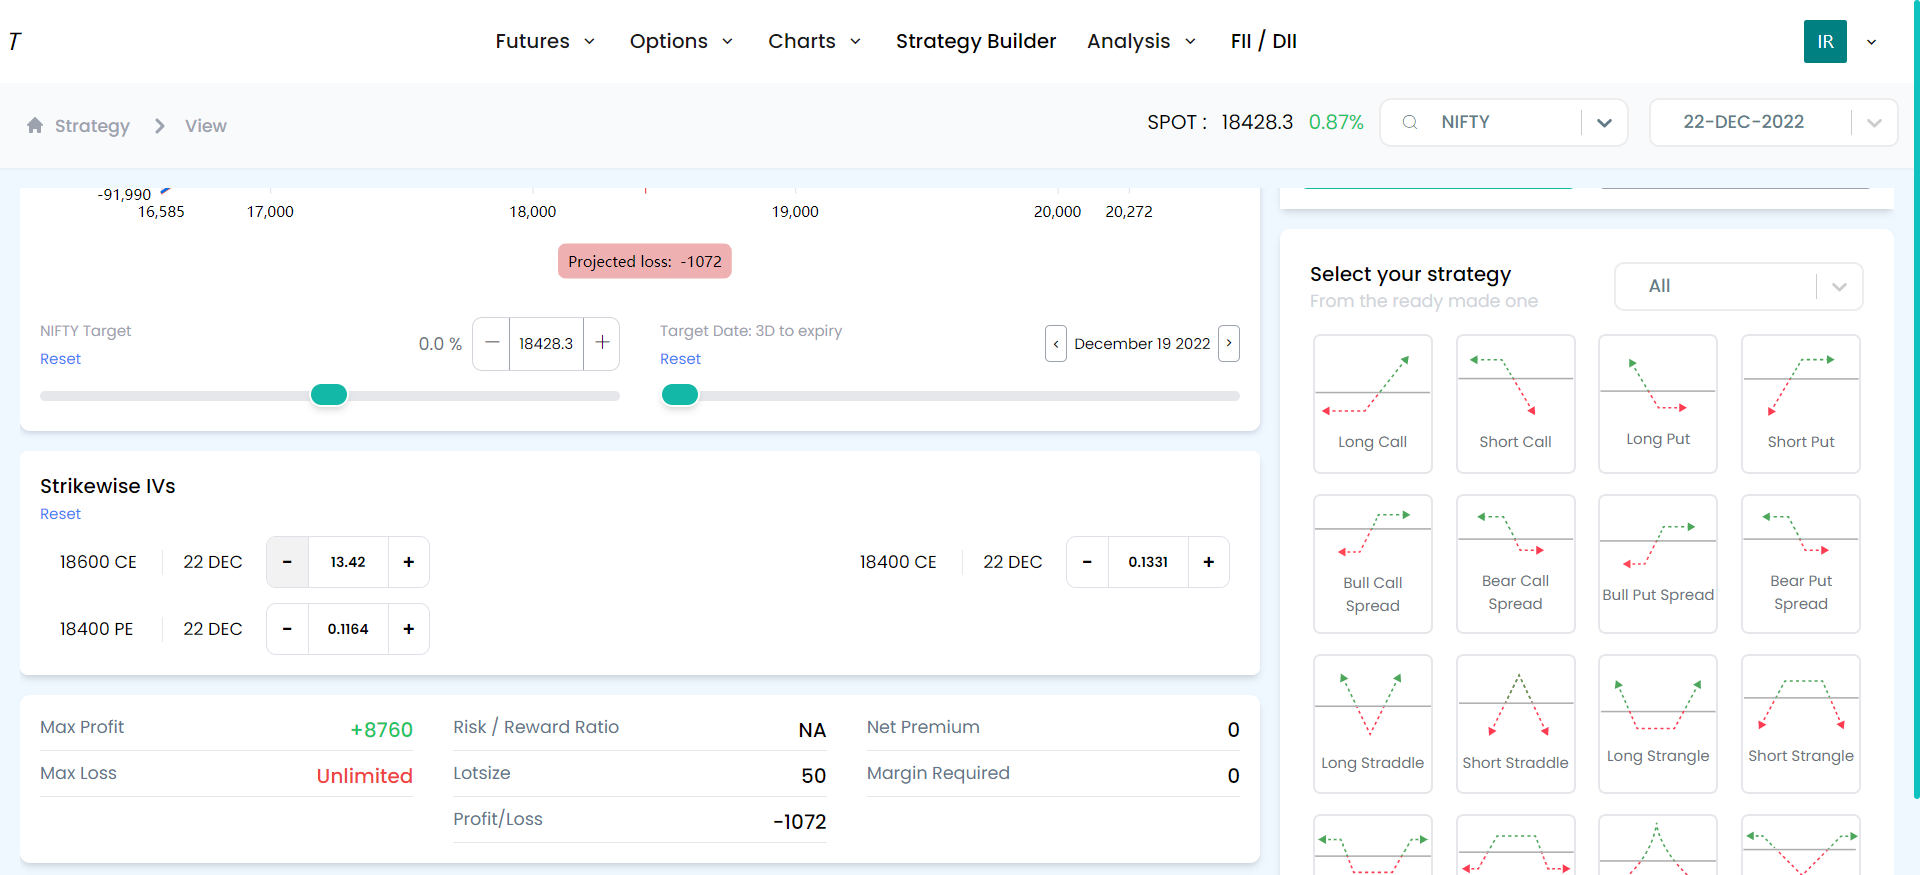 T
Futures Options Charts Strategy Builder Analysis FII / DII IR
Strategy View
SPOT : 18428.3 0.87% NIFTY 22-DEC-2022
-91,990
16,585 17,000 18,000 19,000 20,000 20,272
Projected loss: -1072
NIFTY Target
Reset
0.0 % − 18428.3 +
Target Date: 3D to expiry
Reset
‹ December 19 2022 ›
Strikewise IVs
Reset
18600 CE 22 DEC - 13.42 +
18400 CE 22 DEC - 0.1331 +
18400 PE 22 DEC - 0.1164 +
Max Profit +8760
Max Loss Unlimited
Risk / Reward Ratio NA
Lotsize 50
Profit/Loss -1072
Net Premium 0
Margin Required 0
Select your strategy
From the ready made one
All
Long Call
Short Call
Long Put
Short Put
Bull Call
Spread
Bear Call
Spread
Bull Put Spread
Bear Put
Spread
Long Straddle
Short Straddle
Long Strangle
Short Strangle